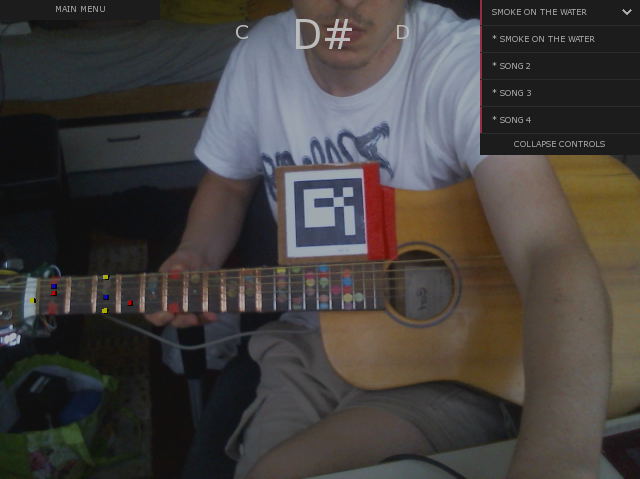 MAIN MENU
C D# D
SMOKE ON THE WATER
* SMOKE ON THE WATER
* SONG 2
* SONG 3
* SONG 4
COLLAPSE CONTROLS